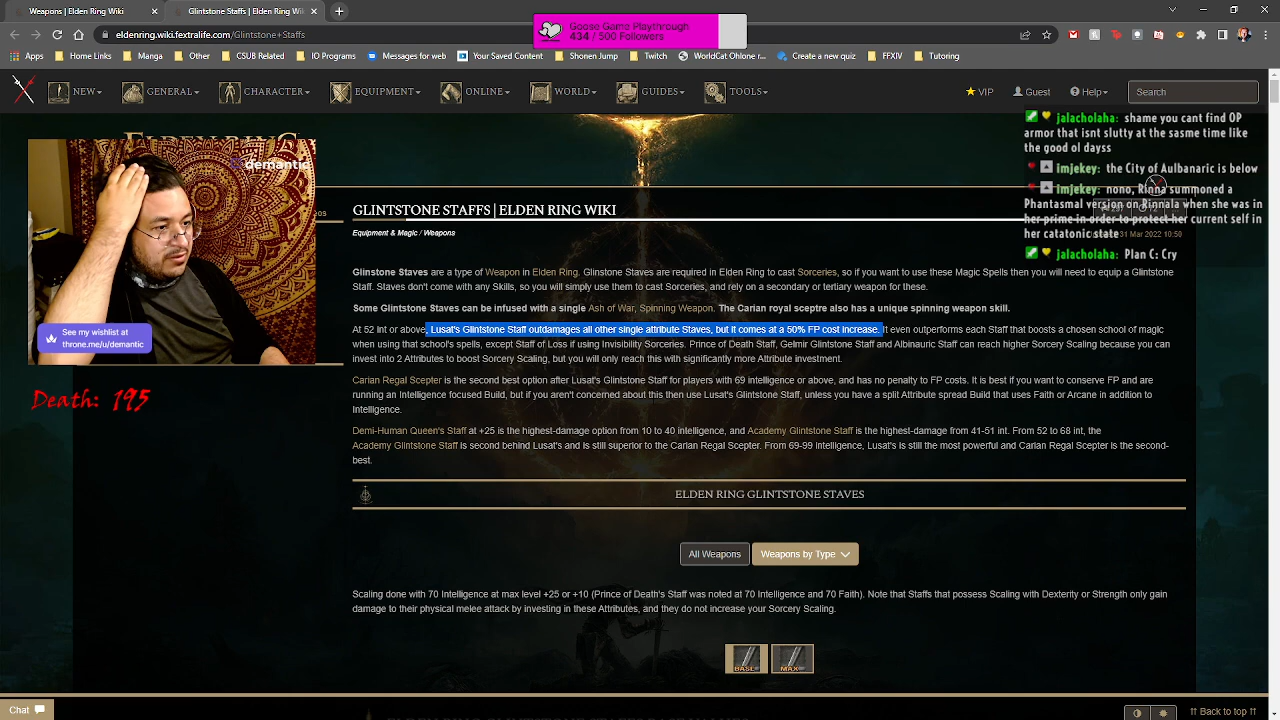 Weapons | Elden Ring Wiki
Glintstone Staffs | Elden Ring Wiki
eldenring.wiki.fextralife.com/Glintstone+Staffs
Goose Game Playthrough
434 / 500 Followers
Apps
Home Links
Manga
Other
CSUB Related
IO Programs
Messages for web
Your Saved Content
Shonen Jump
Twitch
WorldCat Ohloner...
Create a new quiz
FFXIV
Tutoring
NEW
GENERAL
CHARACTER
EQUIPMENT
ONLINE
WORLD
GUIDES
TOOLS
VIP
Guest
Help
Search
ELDEN RING
demantic
See my wishlist at
throne.me/u/demantic
Death: 195
jalacholaha: shame you cant find OP
armor that isnt slutty at the sasme time like
the good ol dayss
imjekey: the City of Aulbanaric is below
imjekey: nono, Rinna summoned a
Phantasmal version on Rinnala when she was in
her prime in order to protect her current self in
her catatonic state
31 Mar 2022 10:50
jalacholaha: Plan C: Cry
GLINTSTONE STAFFS | ELDEN RING WIKI
Equipment & Magic / Weapons
Glinstone Staves are a type of Weapon in Elden Ring. Glinstone Staves are required in Elden Ring to cast Sorceries, so if you want to use these Magic Spells then you will need to equip a Glintstone
Staff. Staves don't come with any Skills, so you will simply use them to cast Sorceries, and rely on a secondary or tertiary weapon for these.
Some Glintstone Staves can be infused with a single Ash of War, Spinning Weapon. The Carian royal sceptre also has a unique spinning weapon skill.
At 52 Int or above, Lusat's Glintstone Staff outdamages all other single attribute Staves, but it comes at a 50% FP cost increase. It even outperforms each Staff that boosts a chosen school of magic
when using that school's spells, except Staff of Loss if using Invisibility Sorceries. Prince of Death Staff, Gelmir Glintstone Staff and Albinauric Staff can reach higher Sorcery Scaling because you can
invest into 2 Attributes to boost Sorcery Scaling, but you will only reach this with significantly more Attribute investment.
Carian Regal Scepter is the second best option after Lusat's Glintstone Staff for players with 69 intelligence or above, and has no penalty to FP costs. It is best if you want to conserve FP and are
running an Intelligence focused Build, but if you aren't concerned about this then use Lusat's Glintstone Staff, unless you have a split Attribute spread Build that uses Faith or Arcane in addition to
Intelligence.
Demi-Human Queen's Staff at +25 is the highest-damage option from 10 to 40 intelligence, and Academy Glintstone Staff is the highest-damage from 41-51 int. From 52 to 68 int, the
Academy Glintstone Staff is second behind Lusat's and is still superior to the Carian Regal Scepter. From 69-99 intelligence, Lusat's is still the most powerful and Carian Regal Scepter is the second-
best.
ELDEN RING GLINTSTONE STAVES
All Weapons
Weapons by Type
Scaling done with 70 Intelligence at max level +25 or +10 (Prince of Death's Staff was noted at 70 Intelligence and 70 Faith). Note that Staffs that possess Scaling with Dexterity or Strength only gain
damage to their physical melee attack by investing in these Attributes, and they do not increase your Sorcery Scaling.
BASE
MAX
Chat
Back to top